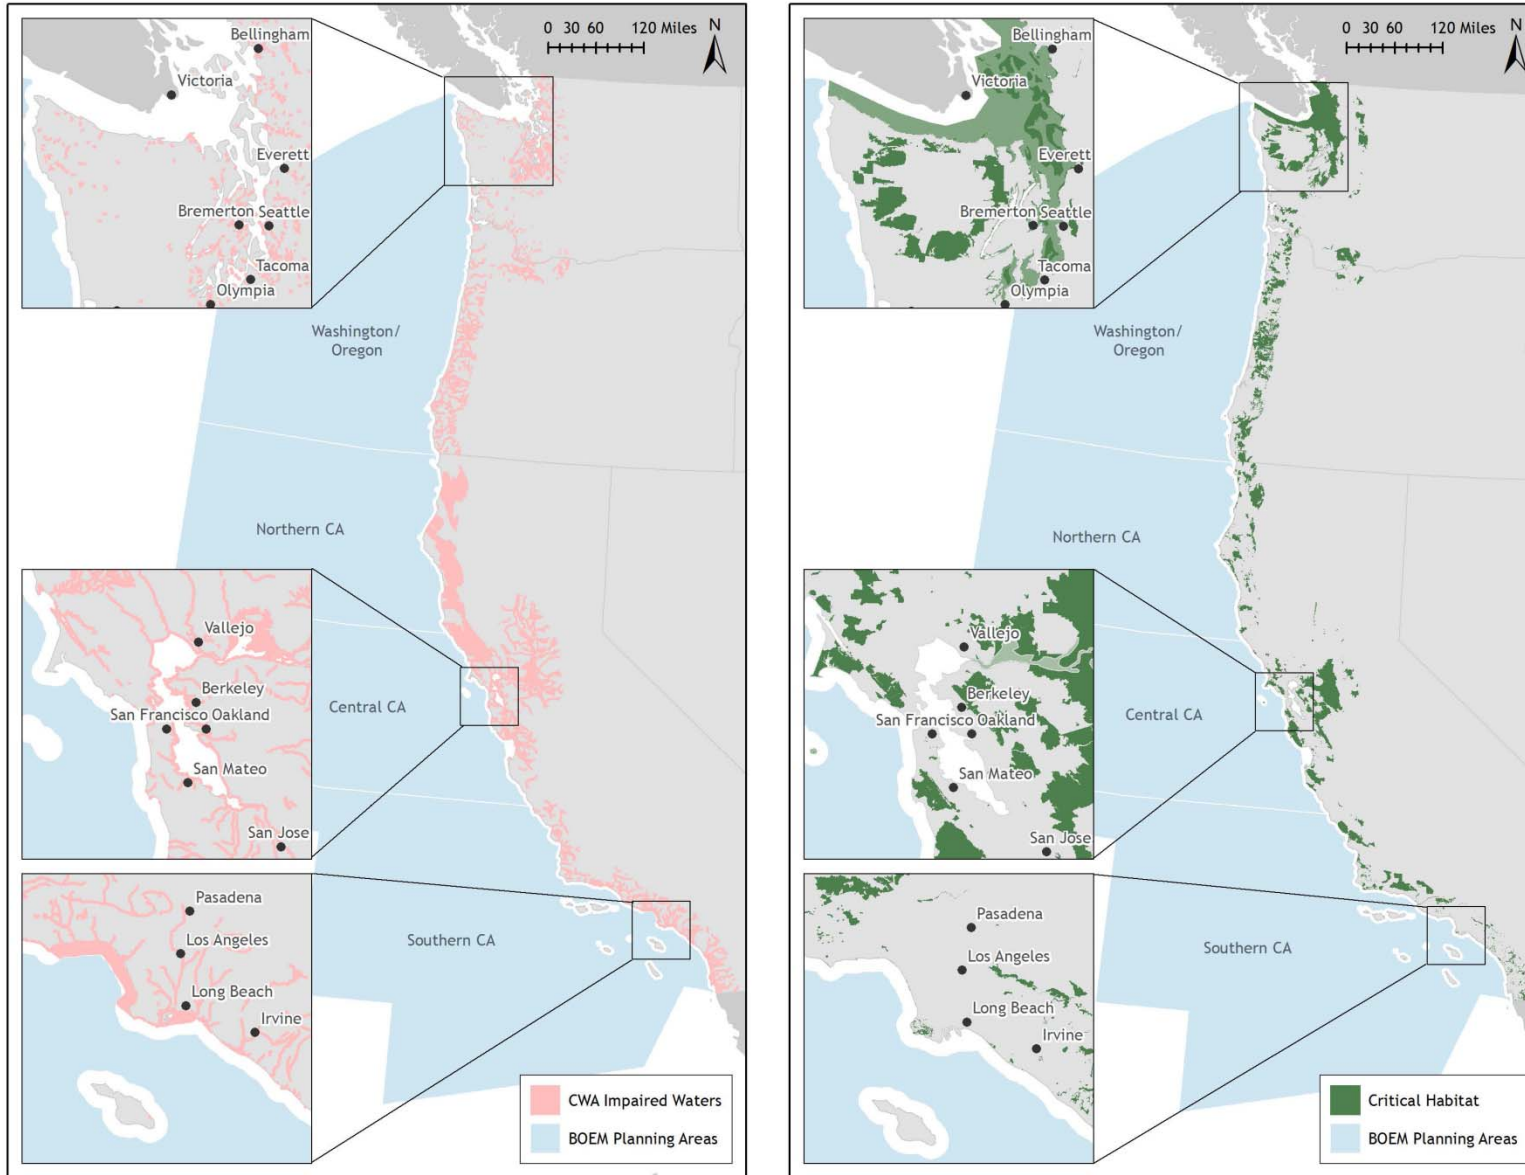 0 30 60 120 Miles
N
Bellingham
Victoria
Everett
Bremerton Seattle
Tacoma
Olympia
Washington/
Oregon
Northern CA
Vallejo
Berkeley
San Francisco Oakland
San Mateo
San Jose
Central CA
Pasadena
Los Angeles
Long Beach
Irvine
Southern CA
CWA Impaired Waters
BOEM Planning Areas
0 30 60 120 Miles
N
Bellingham
Victoria
Everett
Bremerton Seattle
Tacoma
Olympia
Washington/
Oregon
Northern CA
Vallejo
Berkeley
San Francisco Oakland
San Mateo
San Jose
Central CA
Pasadena
Los Angeles
Long Beach
Irvine
Southern CA
Critical Habitat
BOEM Planning Areas